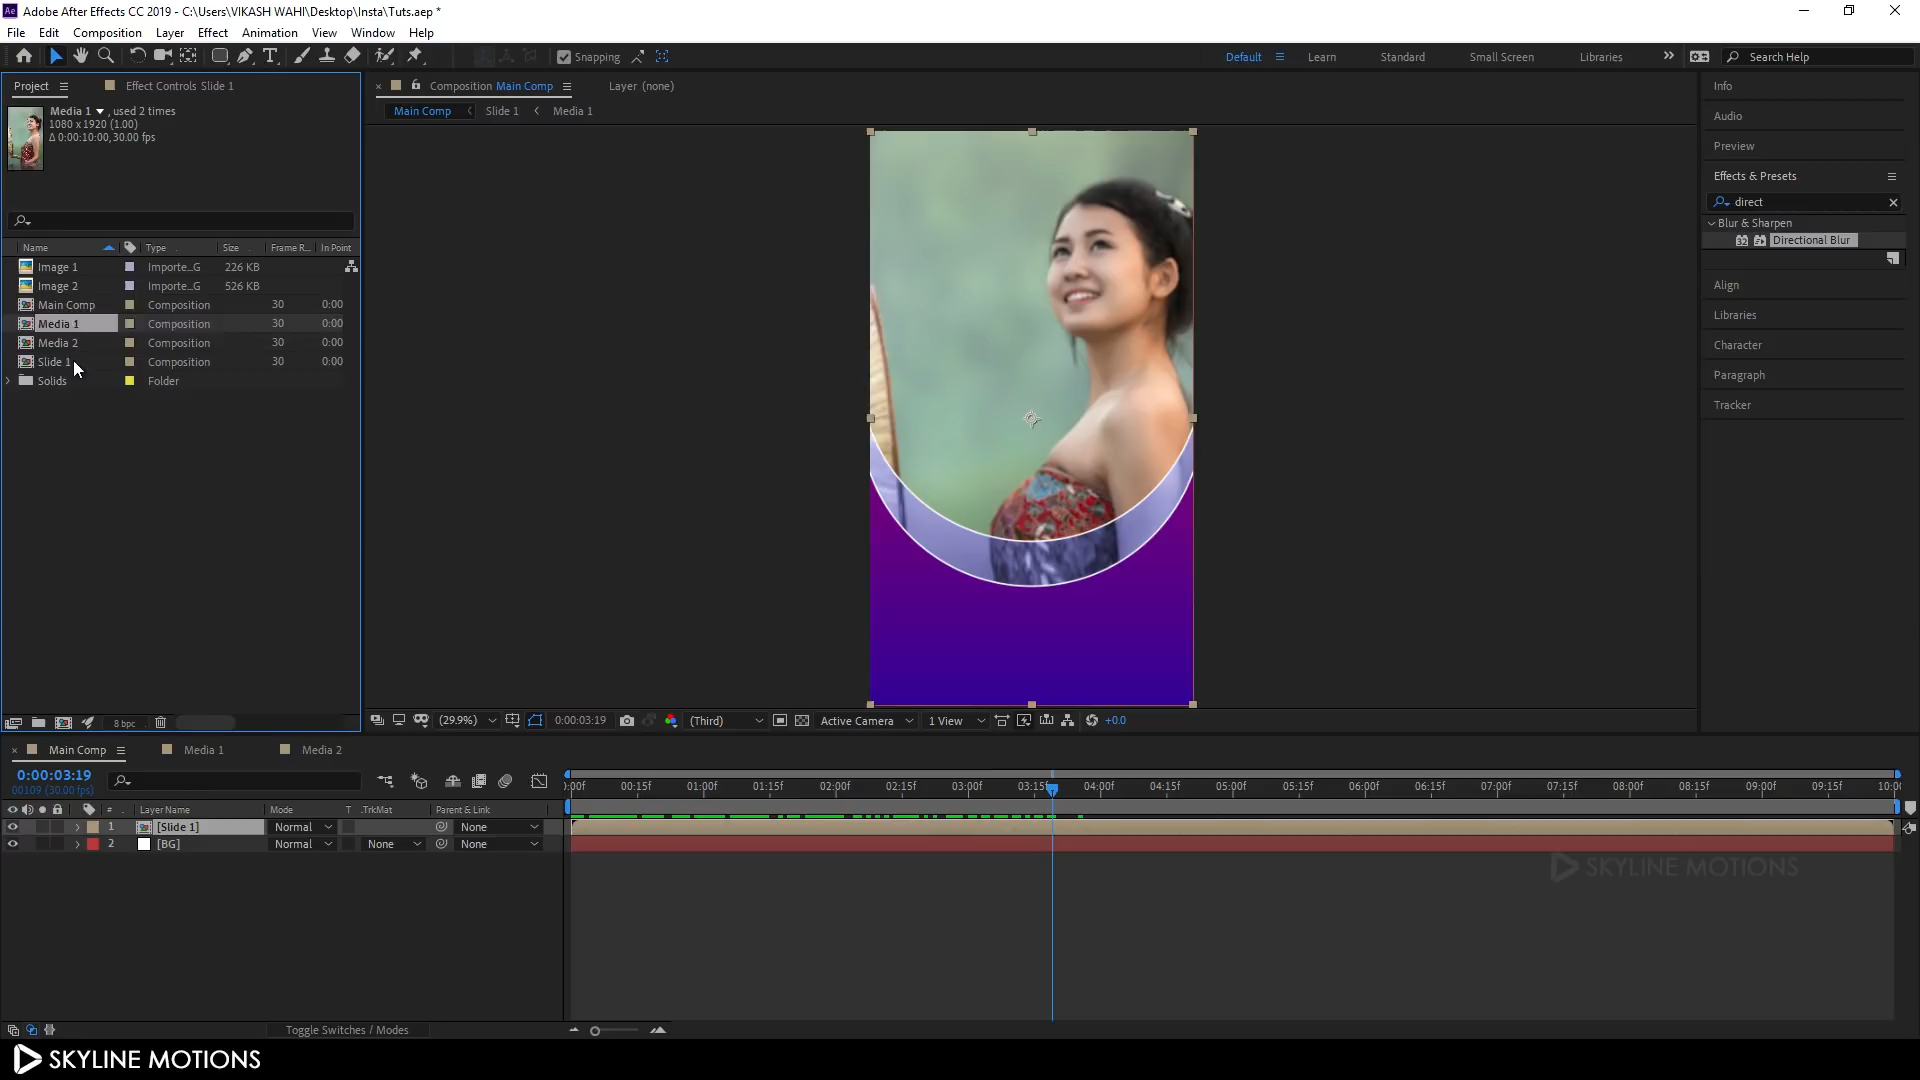 Ae Adobe After Effects CC 2019 - C:\Users\VIKASH WAHI\Desktop\Insta\Tuts.aep *
File Edit Composition Layer Effect Animation View Window Help
Snapping Default Learn Standard Small Screen Libraries Search Help
Project Effect Controls Slide 1 Composition Main Comp Layer (none)
Main Comp Slide 1 Media 1
Media 1 , used 2 times
1080 x 1920 (1.00)
Δ 0:00:10:00, 30.00 fps
Name Type Size Frame R... In Point
Image 1 Importe...G 226 KB
Image 2 Importe...G 526 KB
Main Comp Composition 30 0:00
Media 1 Composition 30 0:00
Media 2 Composition 30 0:00
Slide 1 Composition 30 0:00
Solids Folder
Info
Audio
Preview
Effects & Presets
direct
Blur & Sharpen
32 Directional Blur
Align
Libraries
Character
Paragraph
Tracker
8 bpc (29.9%) 0:00:03:19 (Third) Active Camera 1 View +0.0
Main Comp Media 1 Media 2
0:00:03:19
00109 (30.00 fps)
):00f 00:15f 01:00f 01:15f 02:00f 02:15f 03:00f 03:15f 04:00f 04:15f 05:00f 05:15f 06:00f 06:15f 07:00f 07:15f 08:00f 08:15f 09:00f 09:15f 10:0(
# Layer Name Mode T .TrkMat Parent & Link
1 [Slide 1] Normal None
2 [BG] Normal None None
SKYLINE MOTIONS
Toggle Switches / Modes
SKYLINE MOTIONS